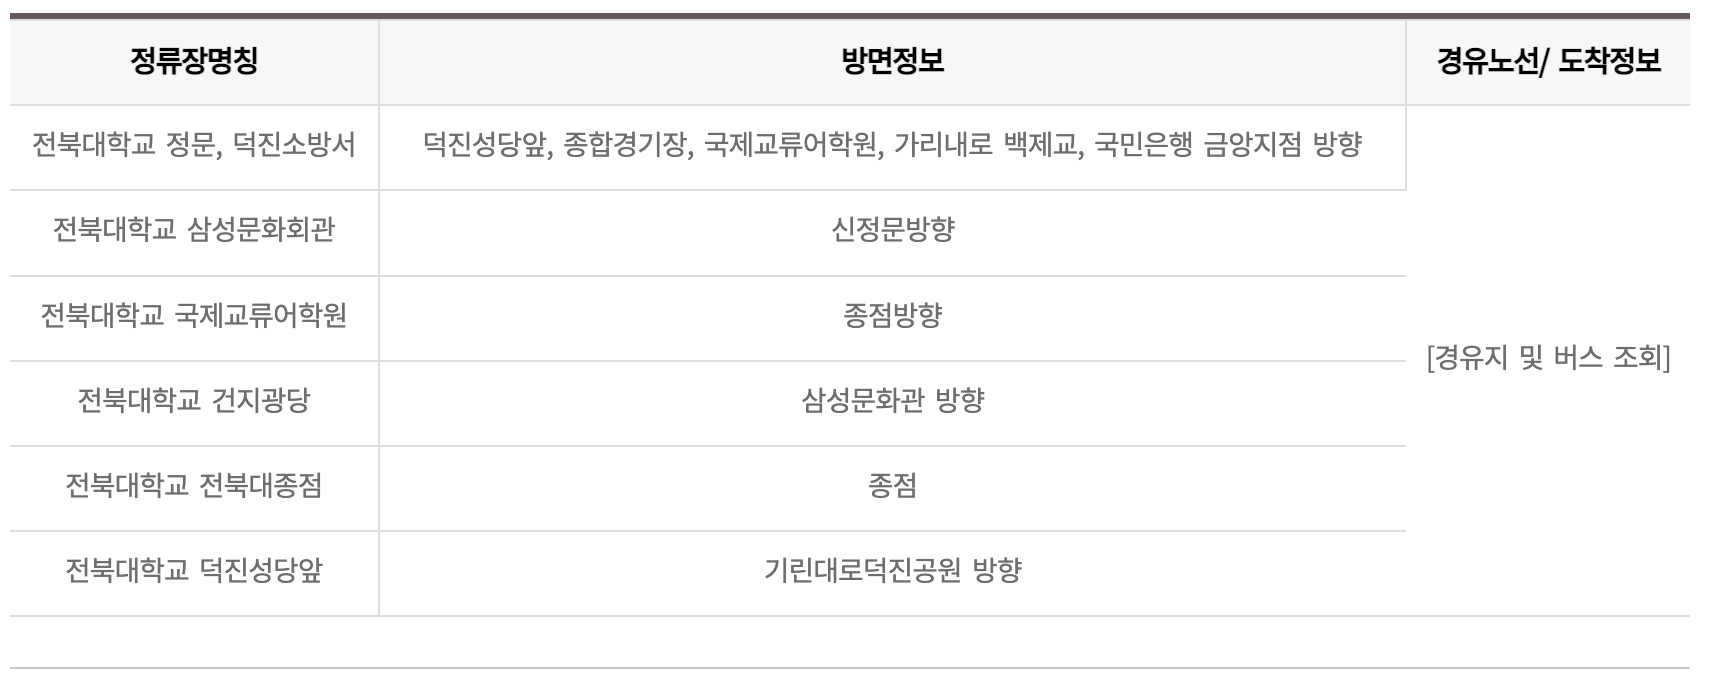 정류장명칭 방면정보 경유노선/ 도착정보
전북대학교 정문, 덕진소방서 덕진성당앞, 종합경기장, 국제교류어학원, 가리내로 백제교, 국민은행 금앙지점 방향
전북대학교 삼성문화회관 신정문방향
전북대학교 국제교류어학원 종점방향
[경유지 및 버스 조회]
전북대학교 건지광당 삼성문화관 방향
전북대학교 전북대종점 종점
전북대학교 덕진성당앞 기린대로덕진공원 방향